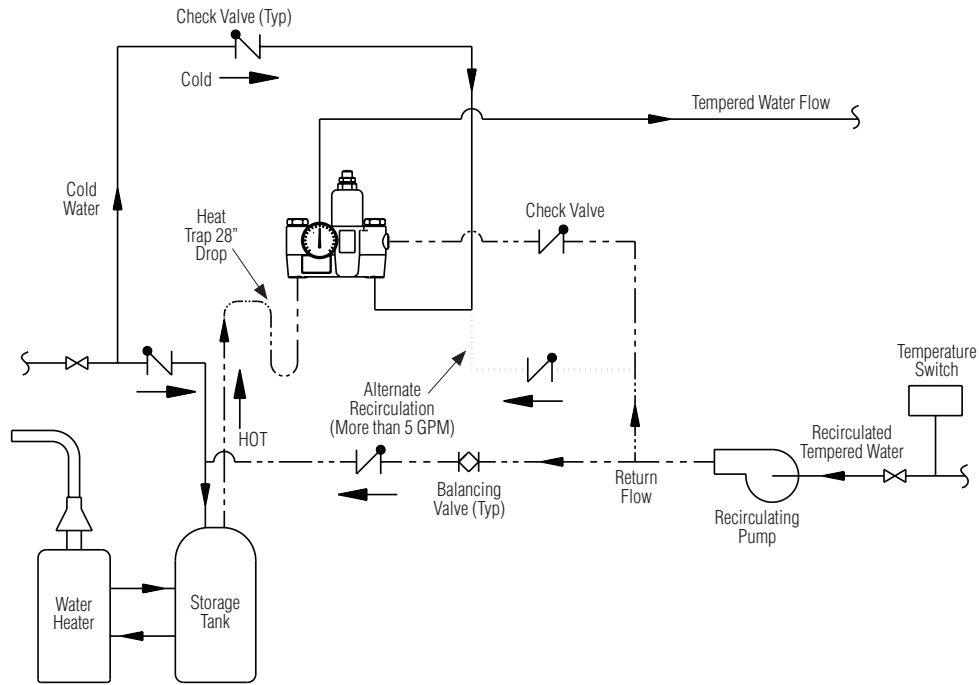 Check Valve (Typ)
Cold
Tempered Water Flow
Cold
Water
Heat
Trap 28"
Drop
Check Valve
Temperature
Switch
Alternate
Recirculation
(More than 5 GPM)
HOT
Recirculated
Tempered Water
Balancing
Valve (Typ)
Return
Flow
Recirculating
Pump
Water
Heater
Storage
Tank